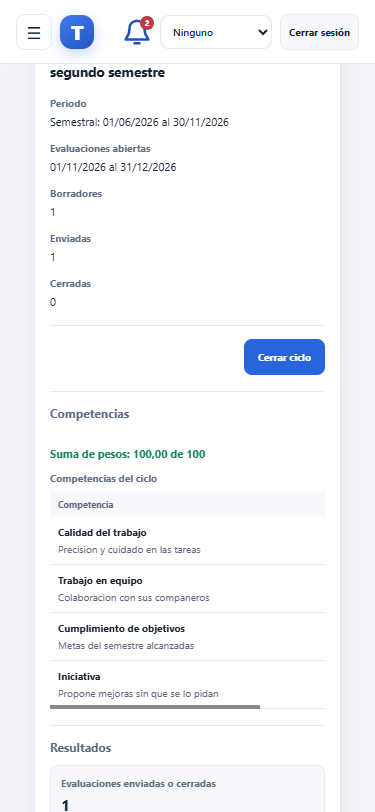 ☰
T
2
Ninguno
Cerrar sesión
segundo semestre
Periodo
Semestral: 01/06/2026 al 30/11/2026
Evaluaciones abiertas
01/11/2026 al 31/12/2026
Borradores
1
Enviadas
1
Cerradas
0
Cerrar ciclo
Competencias
Suma de pesos: 100,00 de 100
Competencias del ciclo
Competencia
Calidad del trabajo
Precision y cuidado en las tareas
Trabajo en equipo
Colaboracion con sus companeros
Cumplimiento de objetivos
Metas del semestre alcanzadas
Iniciativa
Propone mejoras sin que se lo pidan
Resultados
Evaluaciones enviadas o cerradas
1